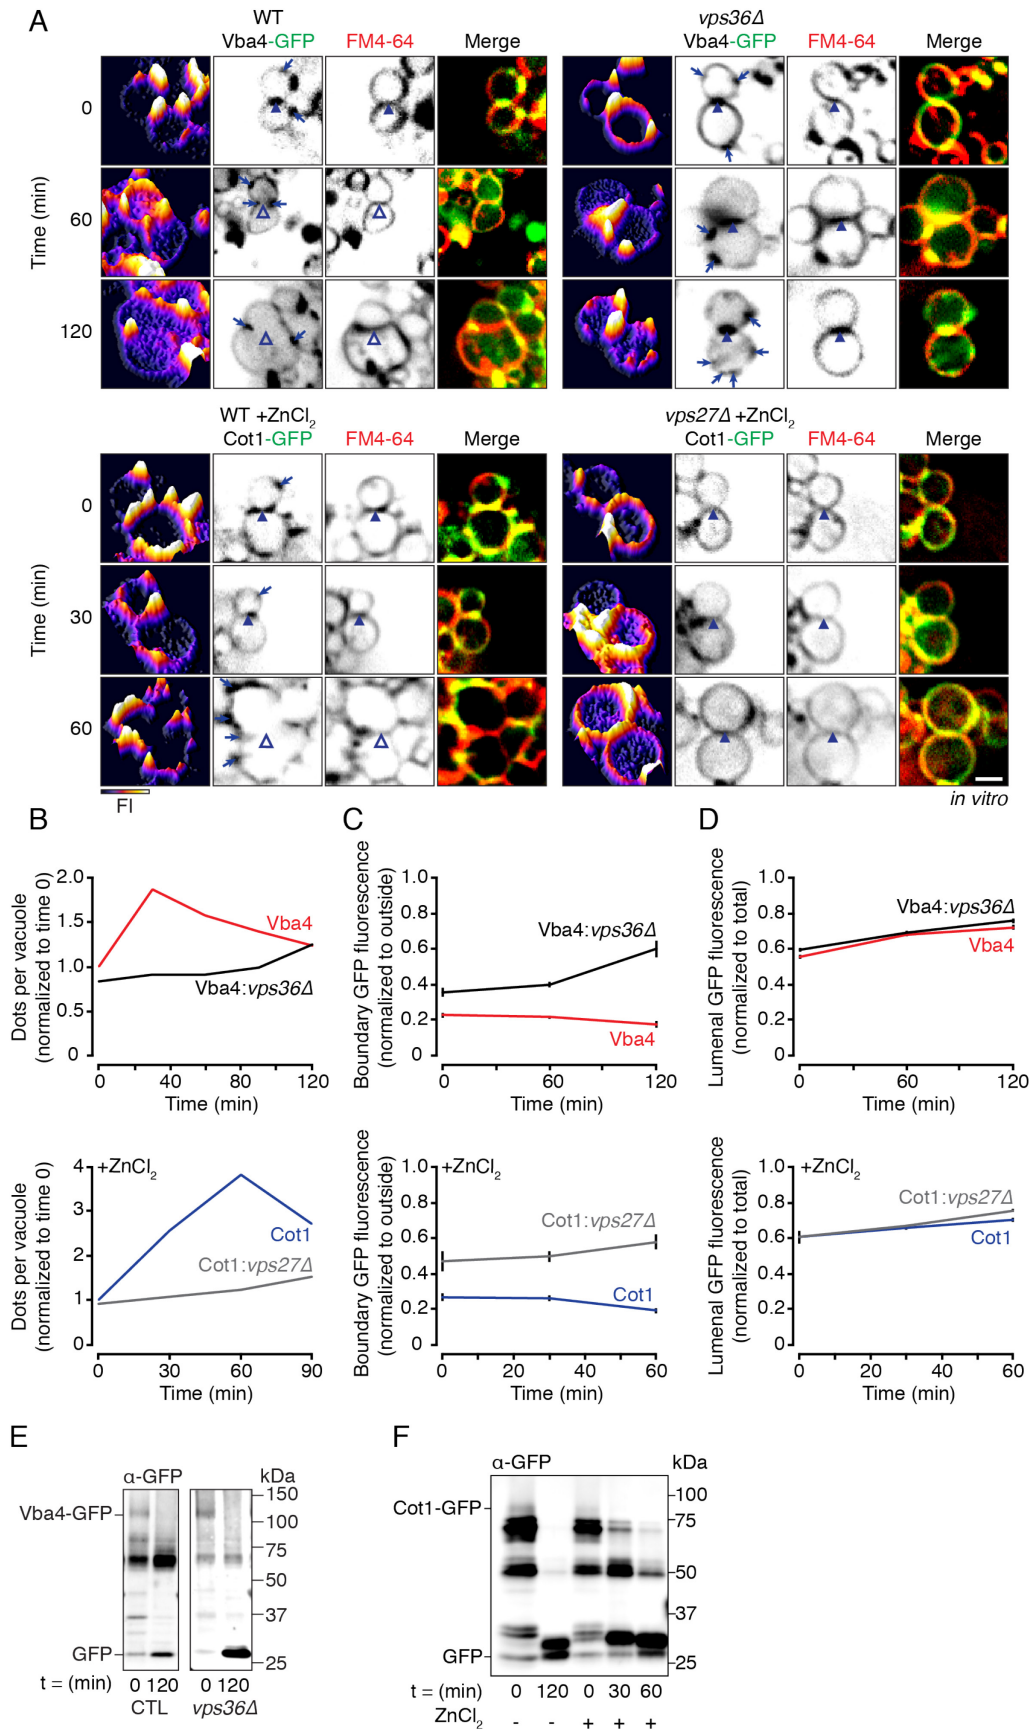 A
WT
vps36Δ
Vba4-GFP FM4-64 Merge
Vba4-GFP FM4-64 Merge
Time (min)
0
60
120
WT +ZnCl2
vps27Δ +ZnCl2
Cot1-GFP FM4-64 Merge
Cot1-GFP FM4-64 Merge
Time (min)
0
30
60
FI
in vitro
B
Dots per vacuole
(normalized to time 0)
2.0
1.5
1.0
0.5
0
Vba4
Vba4:vps36Δ
0 40 80 120
Time (min)
+ZnCl2
Dots per vacuole
(normalized to time 0)
4
3
2
1
0
Cot1
Cot1:vps27Δ
0 30 60 90
Time (min)
C
Boundary GFP fluorescence
(normalized to outside)
1.0
0.8
0.6
0.4
0.2
0
Vba4:vps36Δ
Vba4
0 60 120
Time (min)
+ZnCl2
Boundary GFP fluorescence
(normalized to outside)
1.0
0.8
0.6
0.4
0.2
0
Cot1:vps27Δ
Cot1
0 20 40 60
Time (min)
D
Lumenal GFP fluorescence
(normalized to total)
1.0
0.8
0.6
0.4
0.2
0
Vba4:vps36Δ
Vba4
0 60 120
Time (min)
+ZnCl2
Lumenal GFP fluorescence
(normalized to total)
1.0
0.8
0.6
0.4
0.2
0
Cot1:vps27Δ
Cot1
0 20 40 60
Time (min)
E
α-GFP
kDa
Vba4-GFP
GFP
150
100
75
50
37
25
t = (min) 0 120 0 120
CTL vps36Δ
F
α-GFP
kDa
Cot1-GFP
GFP
100
75
50
37
25
t = (min) 0 120 0 30 60
ZnCl2 - - + + +